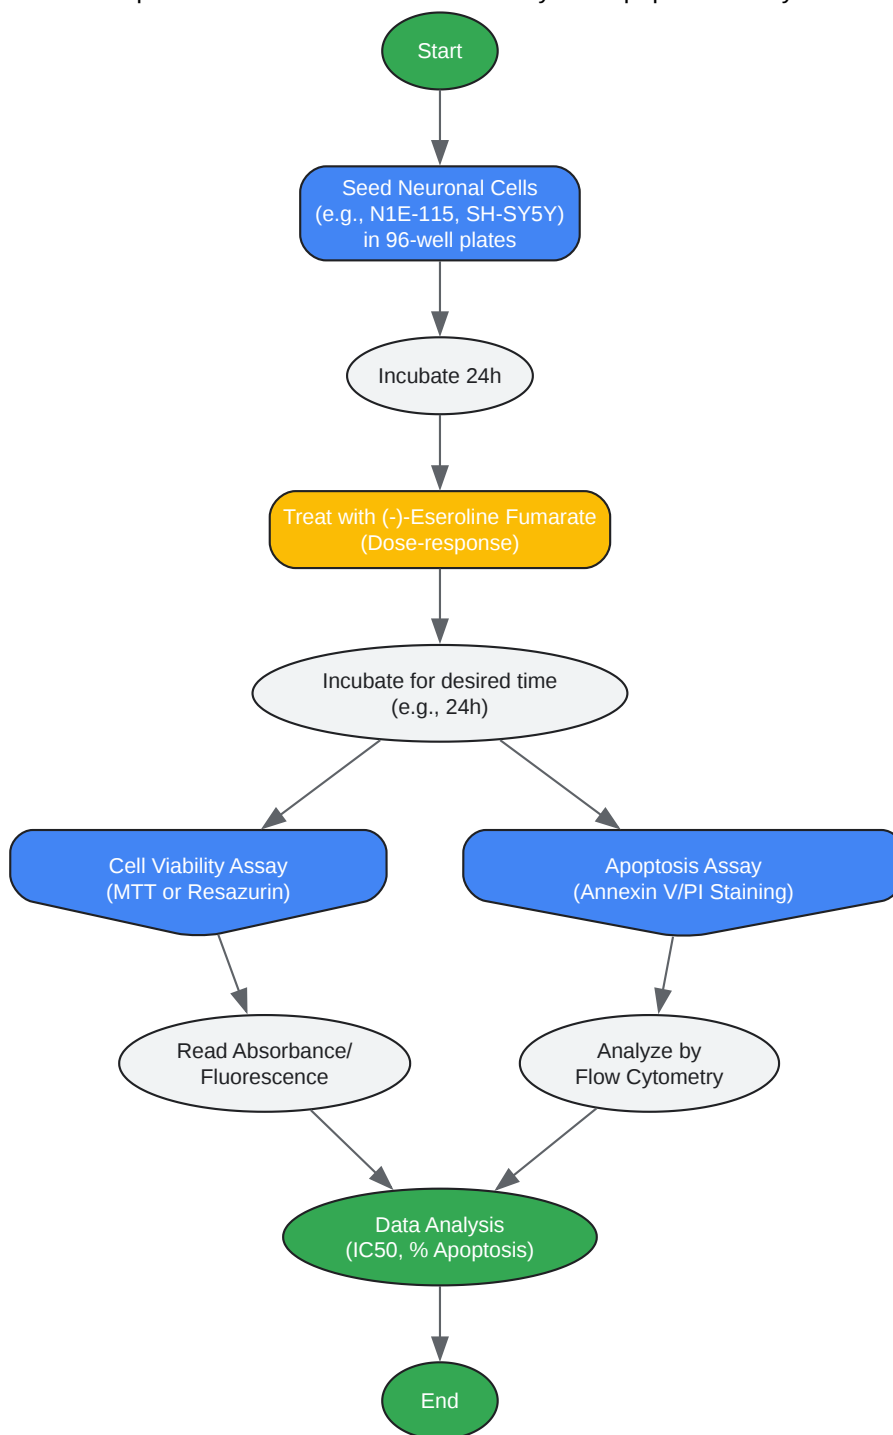 Start
Seed Neuronal Cells
(e.g., N1E-115, SH-SY5Y)
in 96-well plates
Incubate 24h
Treat with (-)-Eseroline Fumarate
(Dose-response)
Incubate for desired time
(e.g., 24h)
Cell Viability Assay
(MTT or Resazurin)
Apoptosis Assay
(Annexin V/PI Staining)
Read Absorbance/
Fluorescence
Analyze by
Flow Cytometry
Data Analysis
(IC50, % Apoptosis)
End